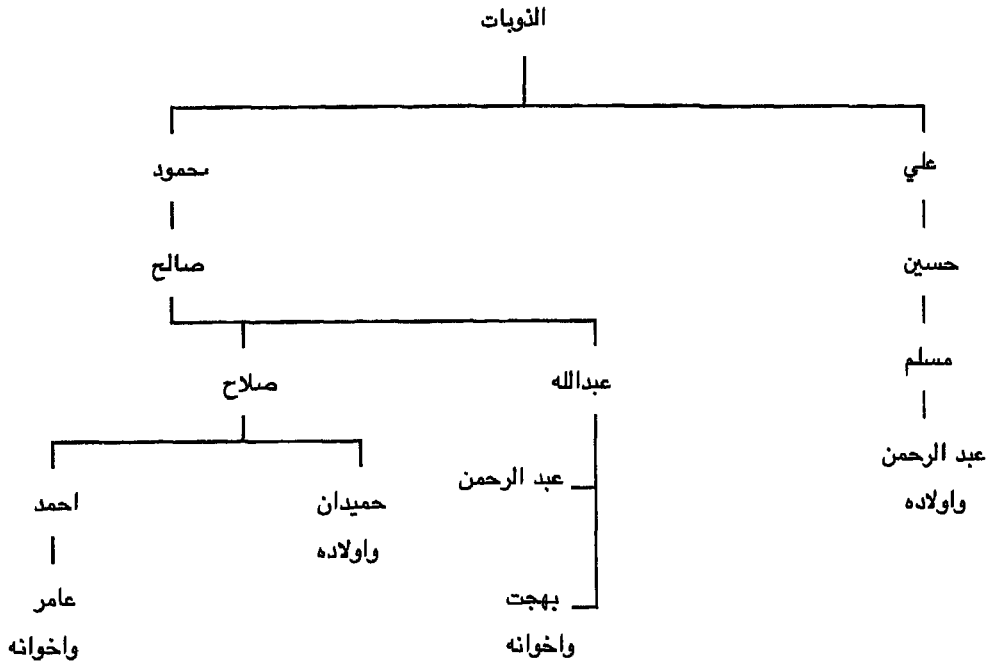 الذوبات
علي
محمود
حسين
صالح
مسلم
عبدالله
صلاح
عبد الرحمن
واولاده
عبد الرحمن
حميدان
واولاده
احمد
بهجت
واخوانه
عامر
واخوانه